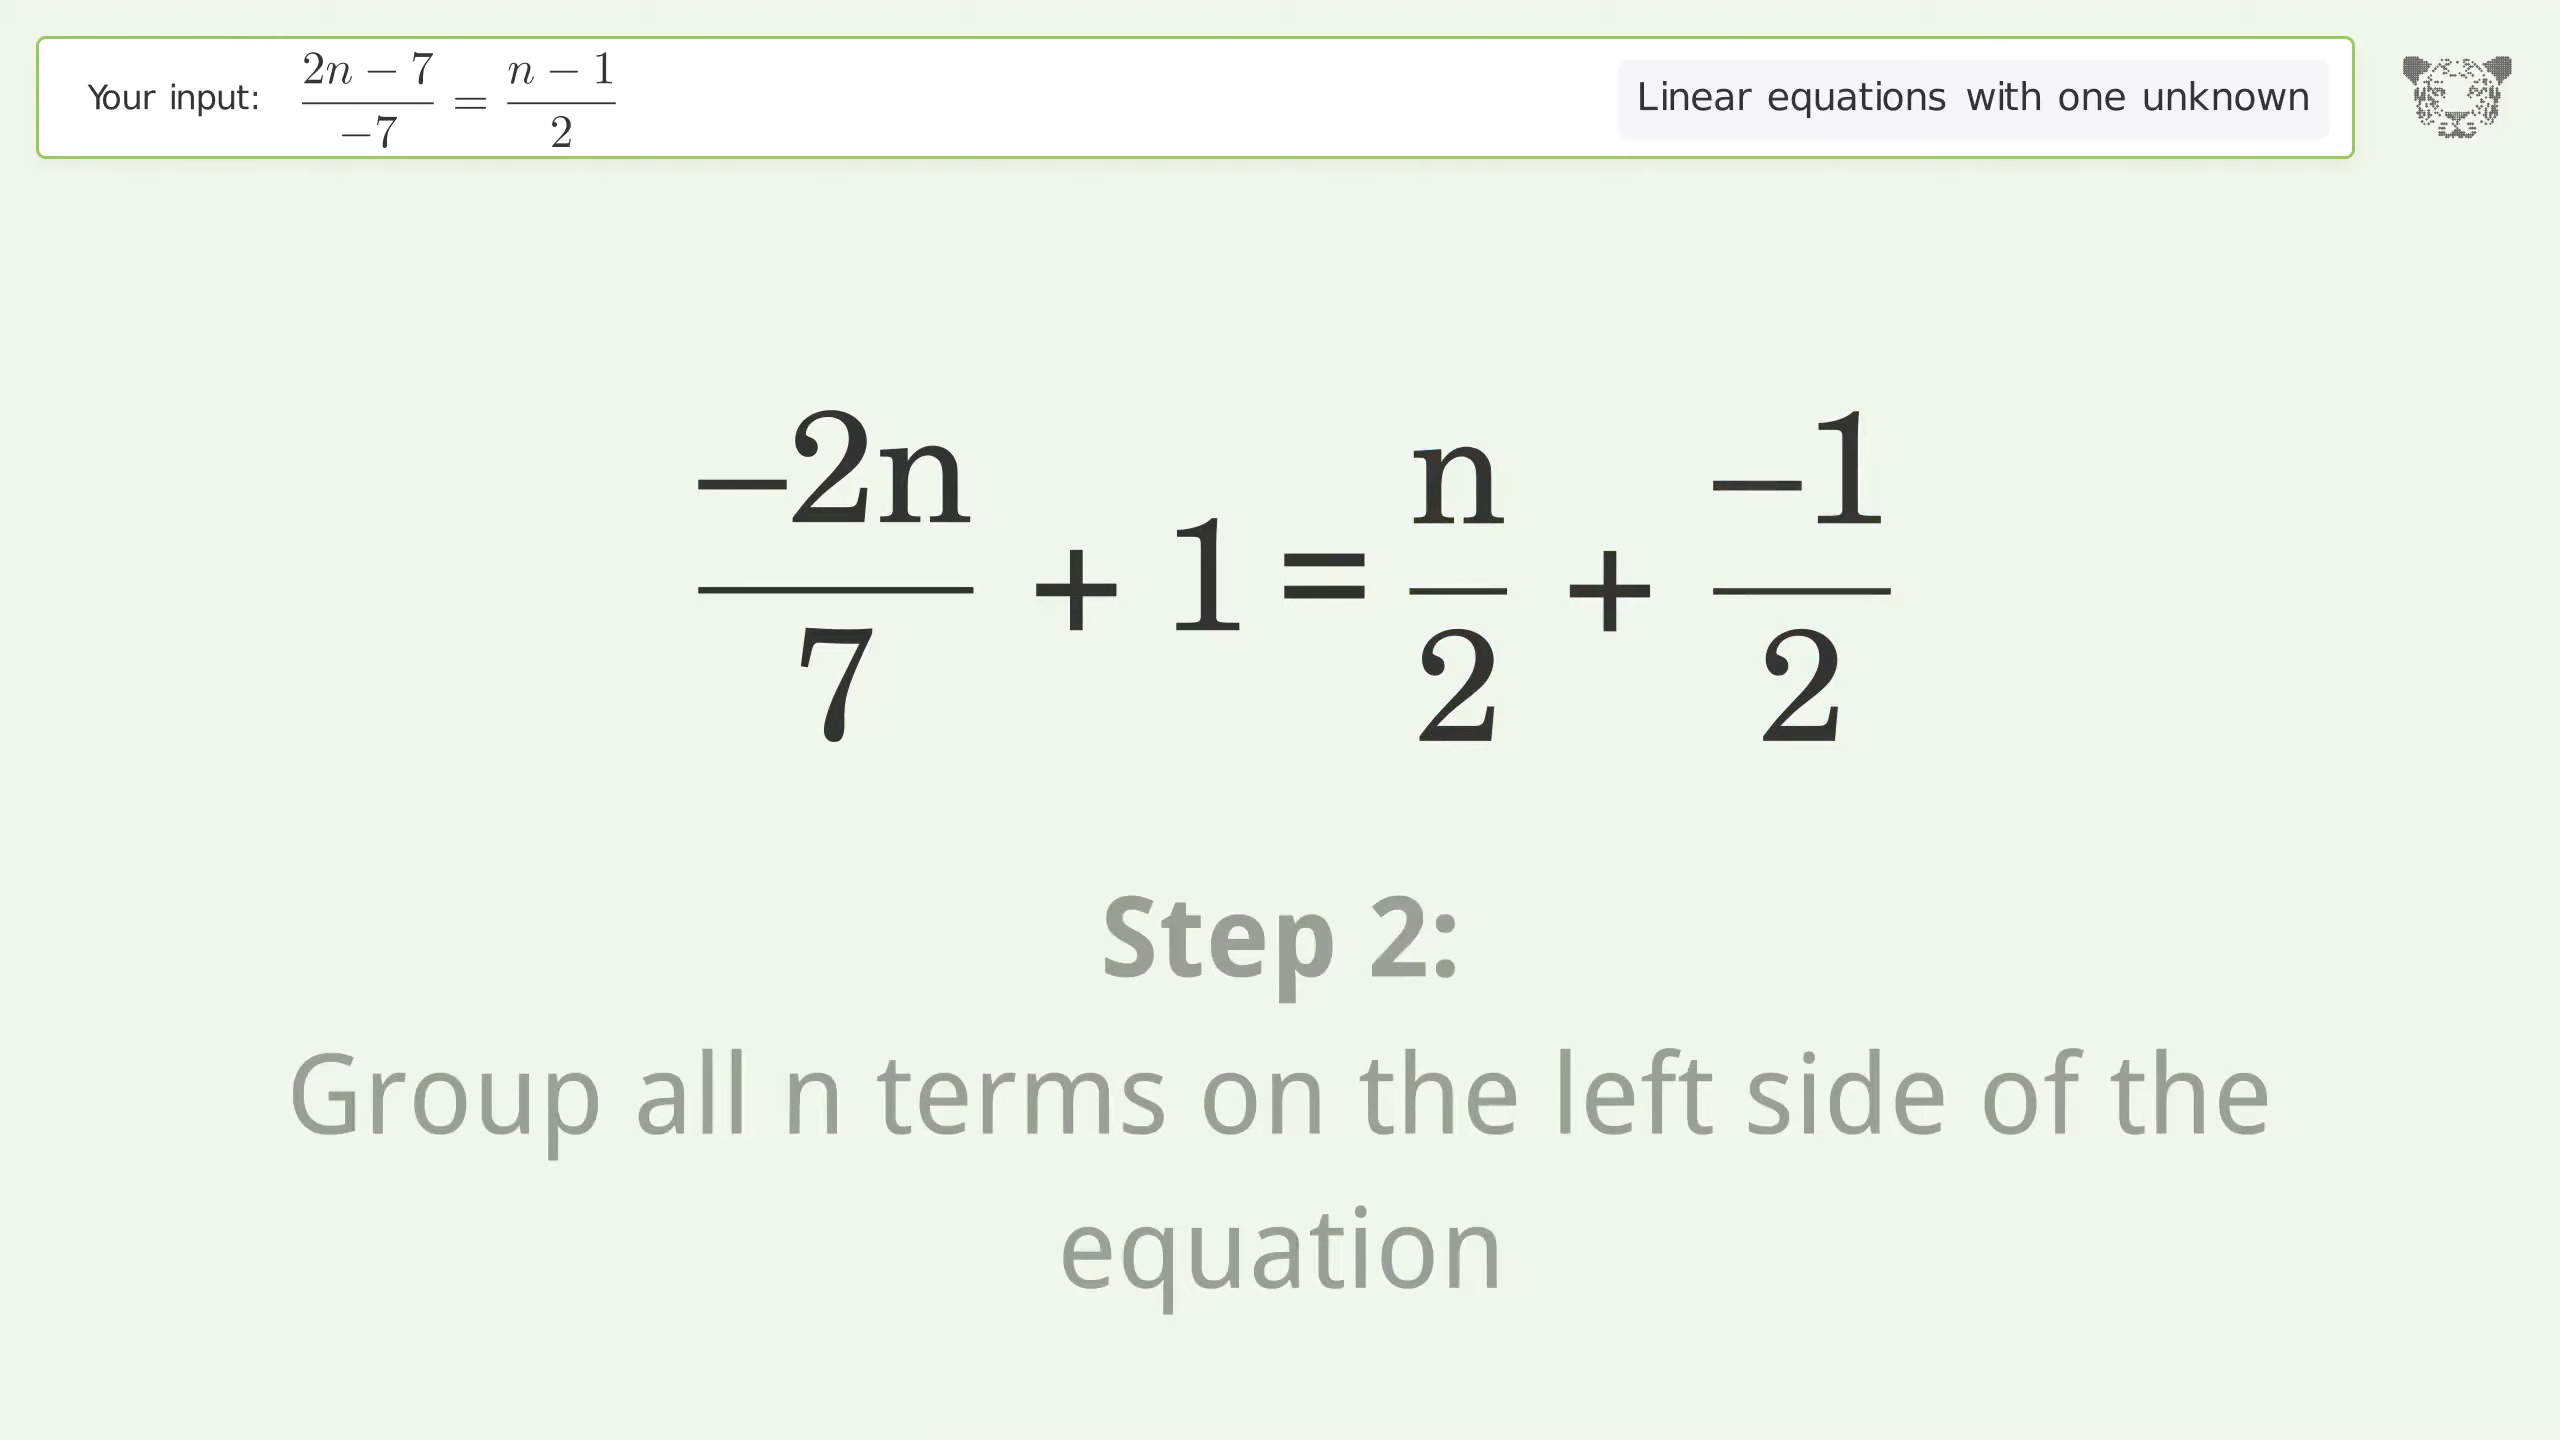 Your input: (2n − 7)/(−7) = (n − 1)/2
Linear equations with one unknown
−2n/7 + 1 = n/2 + −1/2
Step 2:
Group all n terms on the left side of the
equation